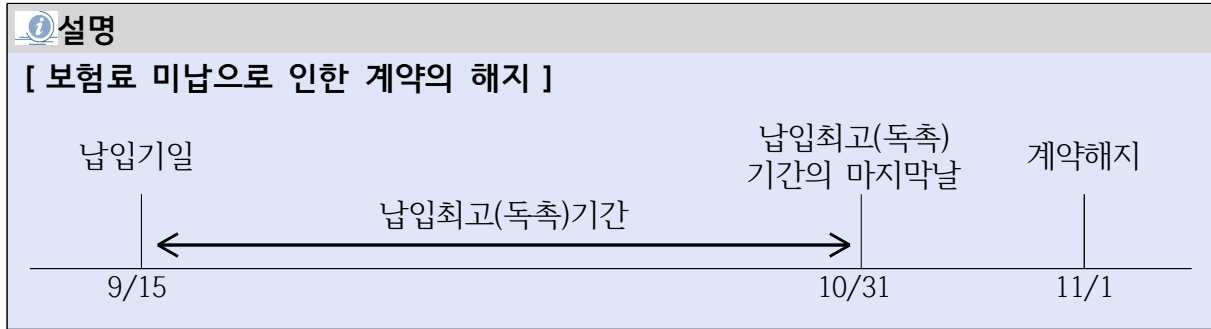 설명
[ 보험료 미납으로 인한 계약의 해지 ]
납입기일
납입최고(독촉)
기간의 마지막날
계약해지
납입최고(독촉)기간
9/15
10/31
11/1